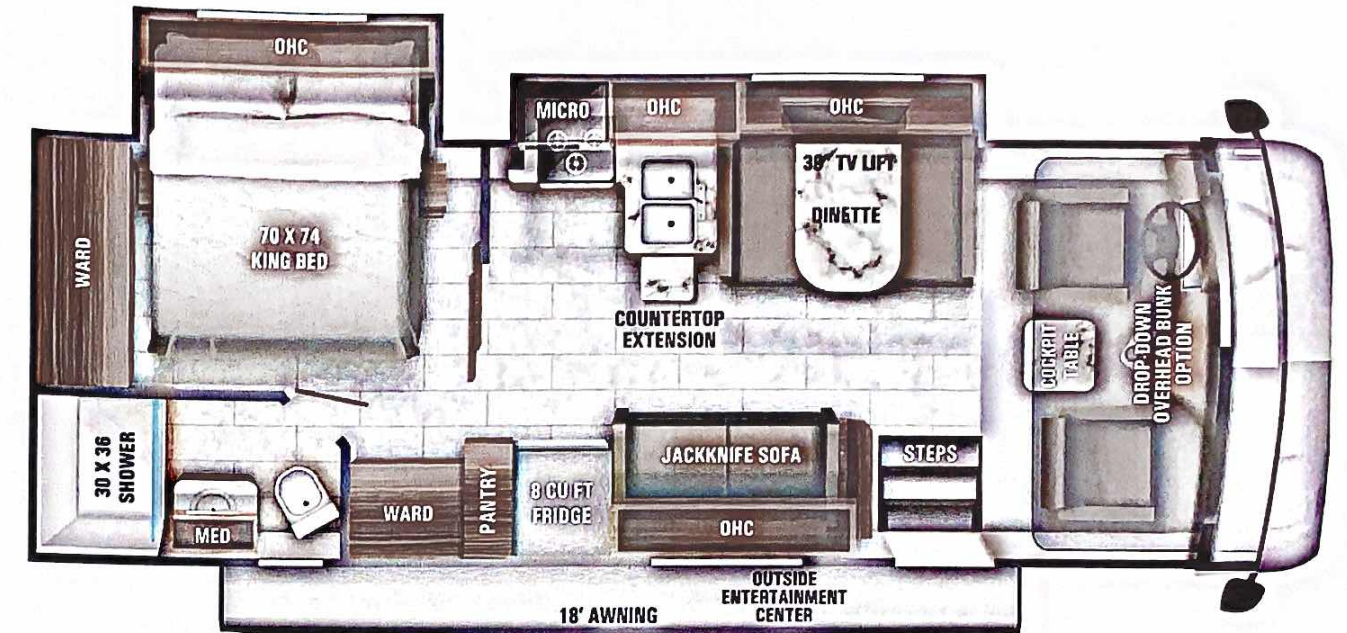 OHC
MICRO
OHC
OHC
WARD
70 X 74
KING BED
39" TV LIFT
DINETTE
COUNTERTOP
EXTENSION
COCKPIT
TABLE
DROP-DOWN
OVERHEAD BUNK
OPTION
30 X 36
SHOWER
MED
WARD
PANTRY
8 CU FT
FRIDGE
JACKKNIFE SOFA
OHC
STEPS
OUTSIDE
ENTERTAINMENT
CENTER
18' AWNING